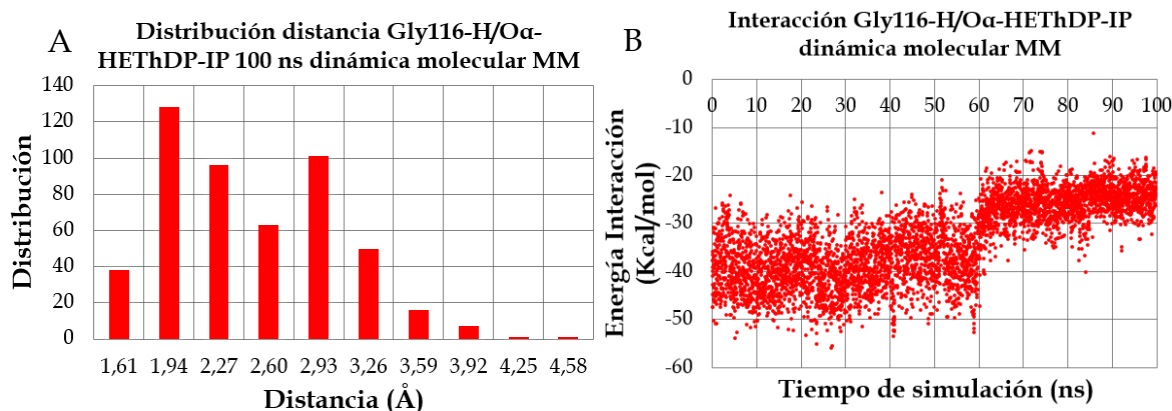 A
Distribución distancia Gly116-H/Oα-
HEThDP-IP 100 ns dinámica molecular MM
Distribución
140
120
100
80
60
40
20
0
1,61 1,94 2,27 2,60 2,93 3,26 3,59 3,92 4,25 4,58
Distancia (Å)
B
Interacción Gly116-H/Oα-HEThDP-IP
dinámica molecular MM
Energía Interacción
(Kcal/mol)
0
0 10 20 30 40 50 60 70 80 90 100
-10
-20
-30
-40
-50
-60
Tiempo de simulación (ns)